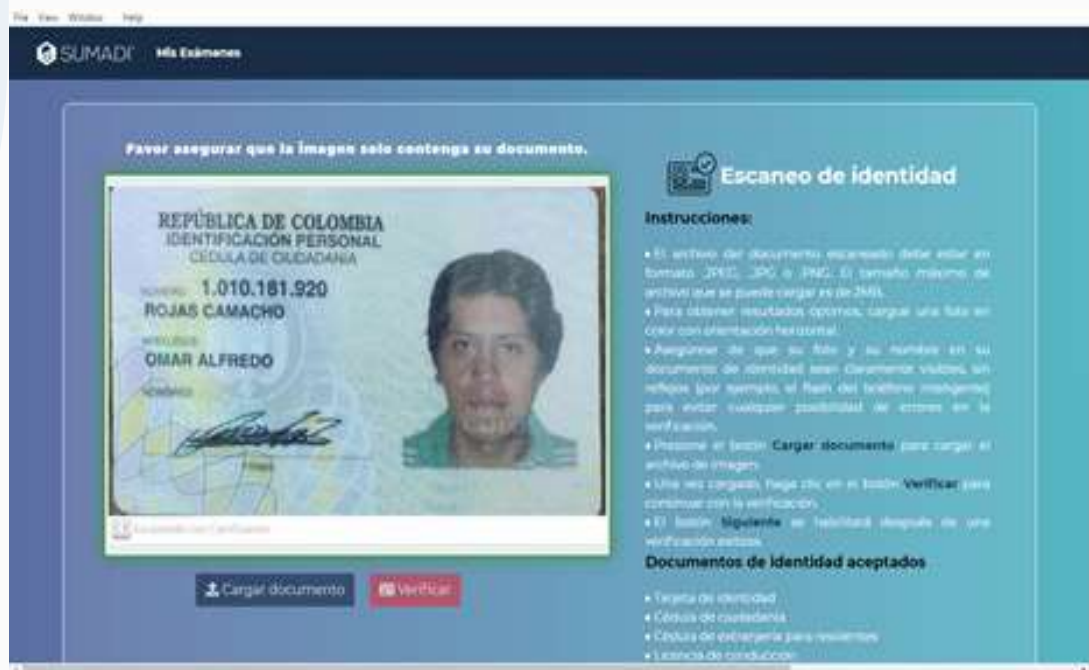 File View Window Help
SUMADI Mis Exámenes
Favor asegurar que la imagen solo contenga su documento.
REPÚBLICA DE COLOMBIA
IDENTIFICACIÓN PERSONAL
CÉDULA DE CIUDADANÍA
NÚMERO 1.010.181.920
ROJAS CAMACHO
APELLIDOS
OMAR ALFREDO
NOMBRES
Escaneado con CamScanner
Cargar documento
Verificar
Escaneo de identidad
Instrucciones:
• El archivo del documento escaneado debe estar en
formato .JPEG, .JPG o .PNG. El tamaño máximo de
archivo que se puede cargar es de 2MB.
• Para obtener resultados óptimos, cargue una foto en
color con orientación horizontal.
• Asegúrese de que su foto y su nombre en su
documento de identidad sean claramente visibles, sin
reflejos (por ejemplo, el flash del teléfono inteligente)
para evitar cualquier posibilidad de errores en la
verificación.
• Presione el botón Cargar documento para cargar el
archivo de imagen.
• Una vez cargado, haga clic en el botón Verificar para
continuar con la verificación.
• El botón Siguiente se habilitará después de una
verificación exitosa.
Documentos de identidad aceptados
• Tarjeta de identidad
• Cédula de ciudadanía
• Cédula de extranjería para residentes
• Licencia de conducción